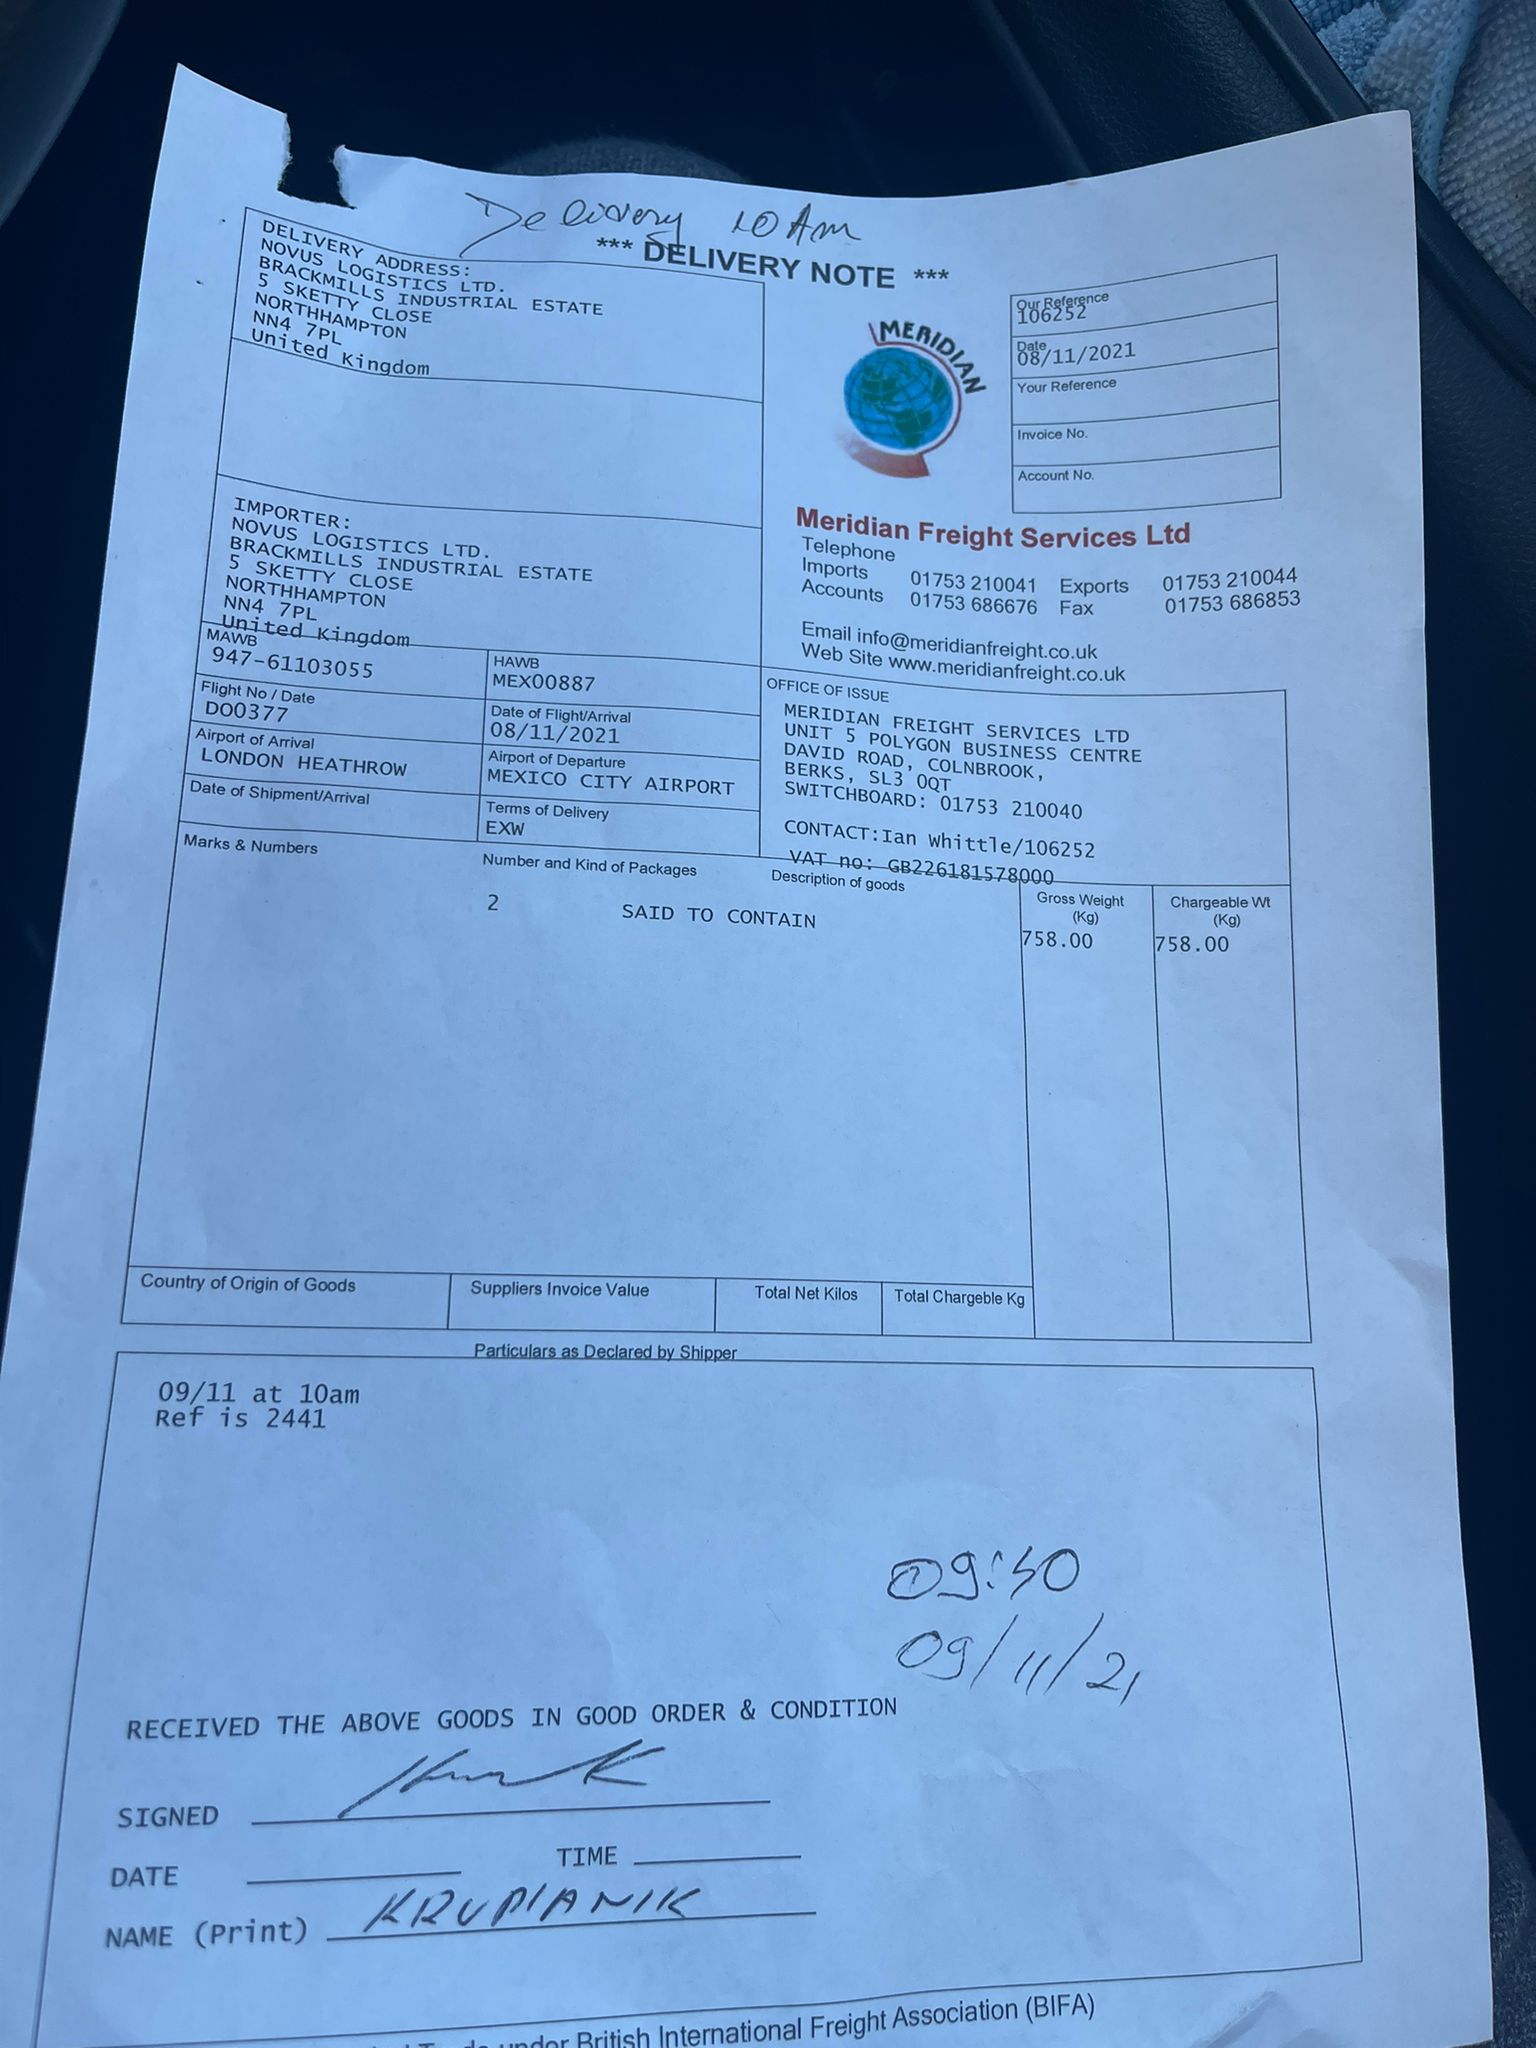 Delivery 10 Am
*** DELIVERY NOTE ***
DELIVERY ADDRESS:
NOVUS LOGISTICS LTD.
BRACKMILLS INDUSTRIAL ESTATE
5 SKETTY CLOSE
NORTHHAMPTON
NN4 7PL
United Kingdom
Our Reference
106252
Date
08/11/2021
Your Reference
Invoice No.
Account No.
MERIDIAN
IMPORTER:
NOVUS LOGISTICS LTD.
BRACKMILLS INDUSTRIAL ESTATE
5 SKETTY CLOSE
NORTHHAMPTON
NN4 7PL
United Kingdom
Meridian Freight Services Ltd
Telephone
Imports 01753 210041 Exports 01753 210044
Accounts 01753 686676 Fax 01753 686853
Email info@meridianfreight.co.uk
Web Site www.meridianfreight.co.uk
MAWB
947-61103055
HAWB
MEX00887
Flight No / Date
DO0377
Date of Flight/Arrival
08/11/2021
Airport of Arrival
LONDON HEATHROW
Airport of Departure
MEXICO CITY AIRPORT
Date of Shipment/Arrival
Terms of Delivery
EXW
OFFICE OF ISSUE
MERIDIAN FREIGHT SERVICES LTD
UNIT 5 POLYGON BUSINESS CENTRE
DAVID ROAD, COLNBROOK,
BERKS, SL3 0QT
SWITCHBOARD: 01753 210040
CONTACT:Ian Whittle/106252
VAT no: GB226181578000
Marks & Numbers
Number and Kind of Packages
Description of goods
Gross Weight
(Kg)
Chargeable Wt
(Kg)
2 SAID TO CONTAIN
758.00
758.00
Country of Origin of Goods
Suppliers Invoice Value
Total Net Kilos
Total Chargeble Kg
Particulars as Declared by Shipper
09/11 at 10am
Ref is 2441
09/11/21
RECEIVED THE ABOVE GOODS IN GOOD ORDER & CONDITION
SIGNED
DATE
TIME
NAME (Print) KRUPIANIK
under British International Freight Association (BIFA)